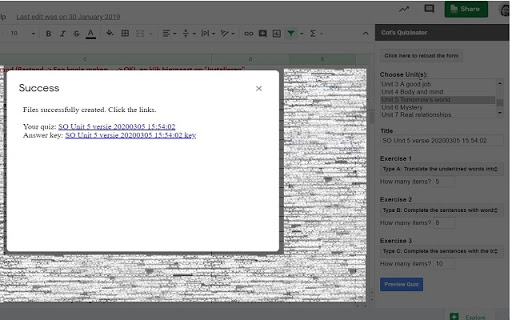 lp
Last edit was on 30 January 2019
Share
10
B I S A
Cot's Quizinator
Click here to reload the form
Choose Unit(s):
Unit 3 A good job
Unit 4 Body and mind
Unit 5 Tomorrow's world
Unit 6 Mystery
Unit 7 Real relationships
Title
SO Unit 5 versie 20200305 15:54:02
Exercise 1
Type A: Translate the underlined words into
How many items? 5
Exercise 2
Type B: Complete the sentences with word
How many items? 8
Exercise 3
Type C: Complete the sentences with the
How many items? 10
Preview Quiz
Explore
Success
×
Files successfully created. Click the links.
Your quiz: SO Unit 5 versie 20200305 15:54:02
Answer key: SO Unit 5 versie 20200305 15:54:02 key